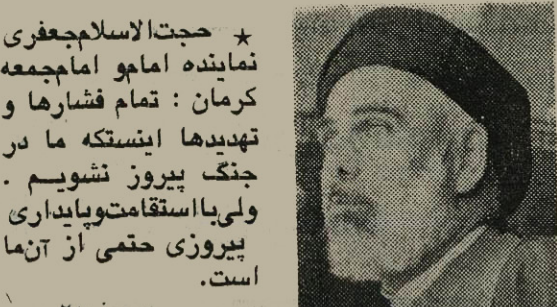 ★ حجت‌الاسلام‌جعفری
نماینده امام‌و امام‌جمعه
کرمان : تمام فشارها و
تهدیدها اینستکه ما در
جنگ پیروز نشویم .
ولی‌بااستقامت‌وپایداری
پیروزی حتمی از آن‌ما
است.